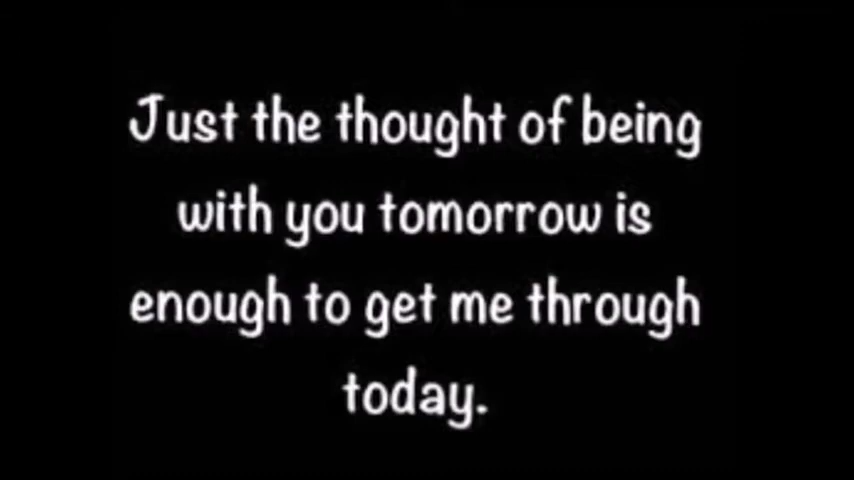 Just the thought of being
with you tomorrow is
enough to get me through
today.